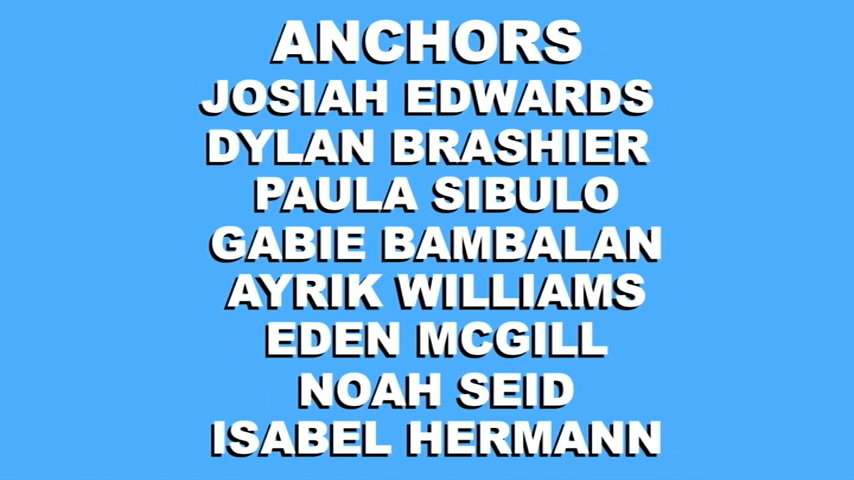 ANCHORS
JOSIAH EDWARDS
DYLAN BRASHIER
PAULA SIBULO
GABIE BAMBALAN
AYRIK WILLIAMS
EDEN MCGILL
NOAH SEID
ISABEL HERMANN